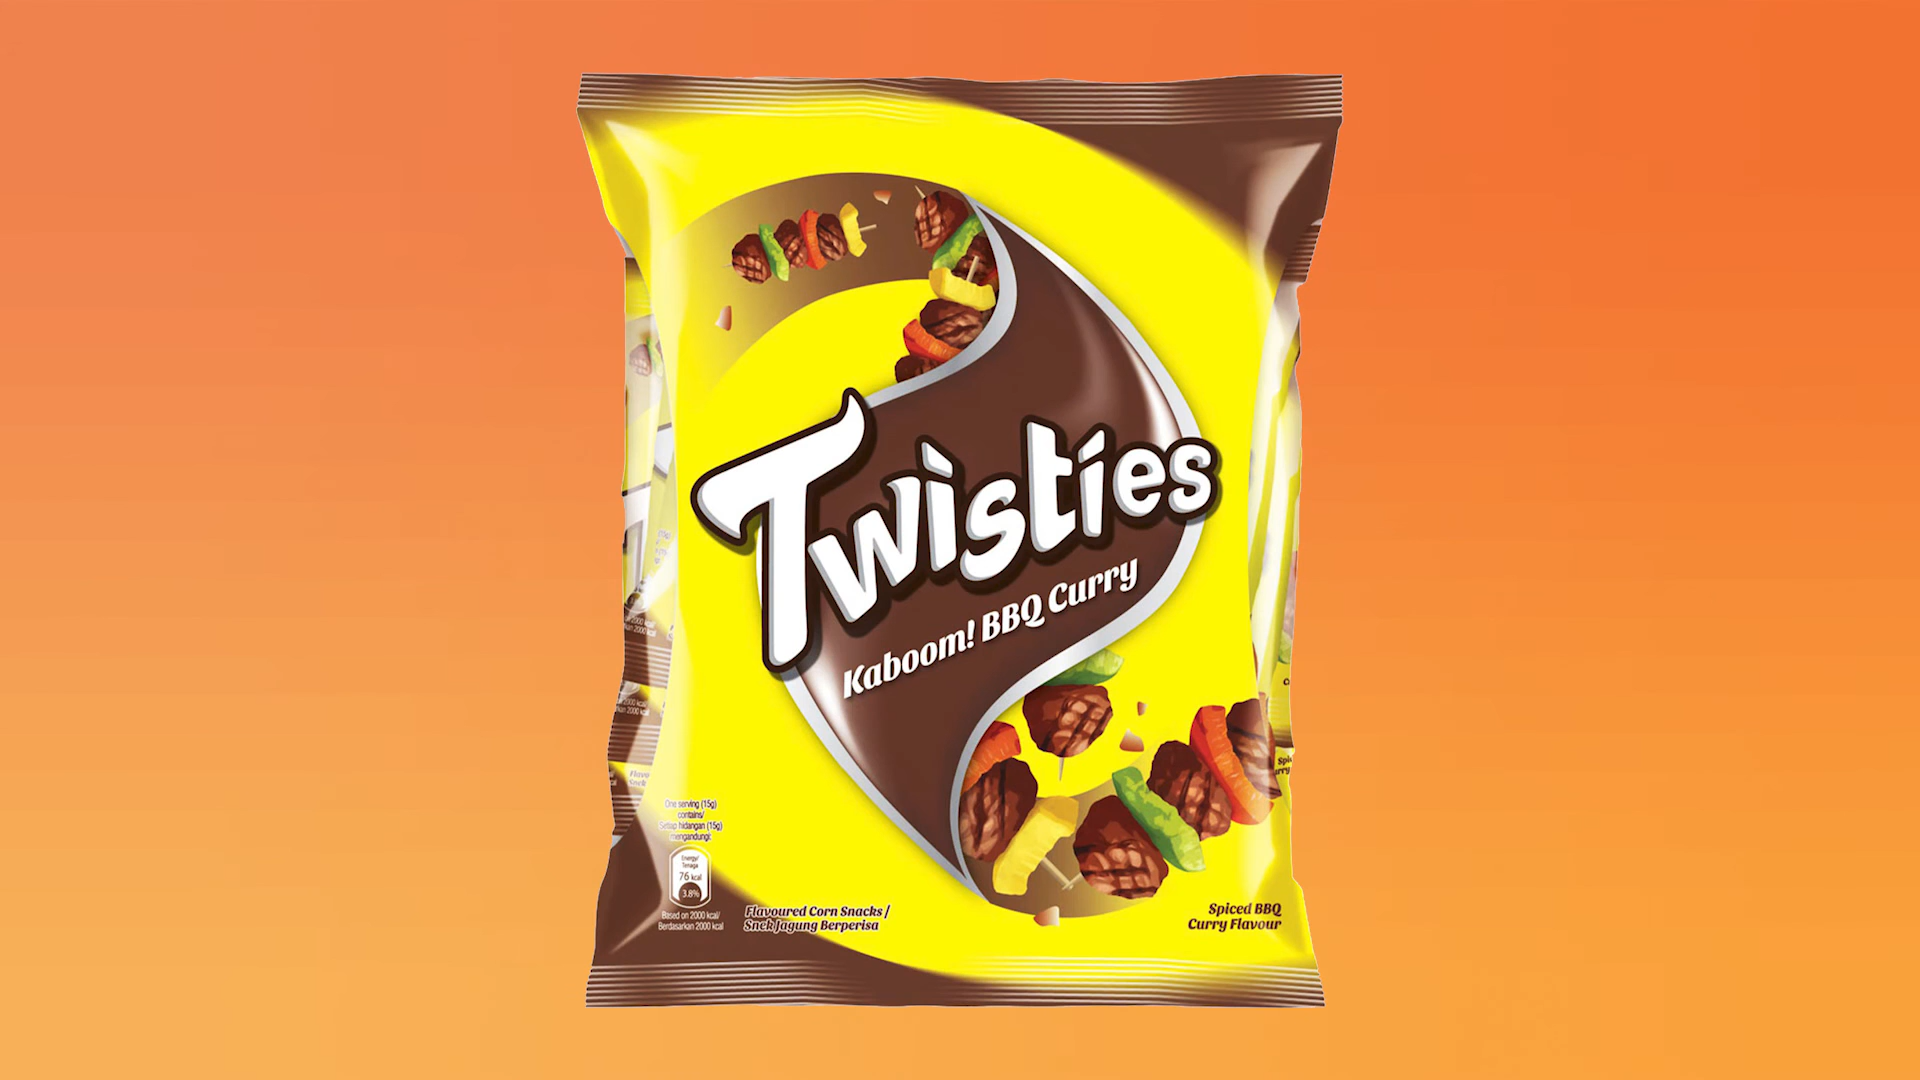 Twisties
Kaboom! BBQ Curry
One serving (15g)
contains/
Setiap hidangan (15g)
mengandungi:
Energy/
Tenaga
76 kcal
3.8%
Based on 2000 kcal/
Berdasarkan 2000 kcal
Flavoured Corn Snacks /
Snek Jagung Berperisa
Spiced BBQ
Curry Flavour